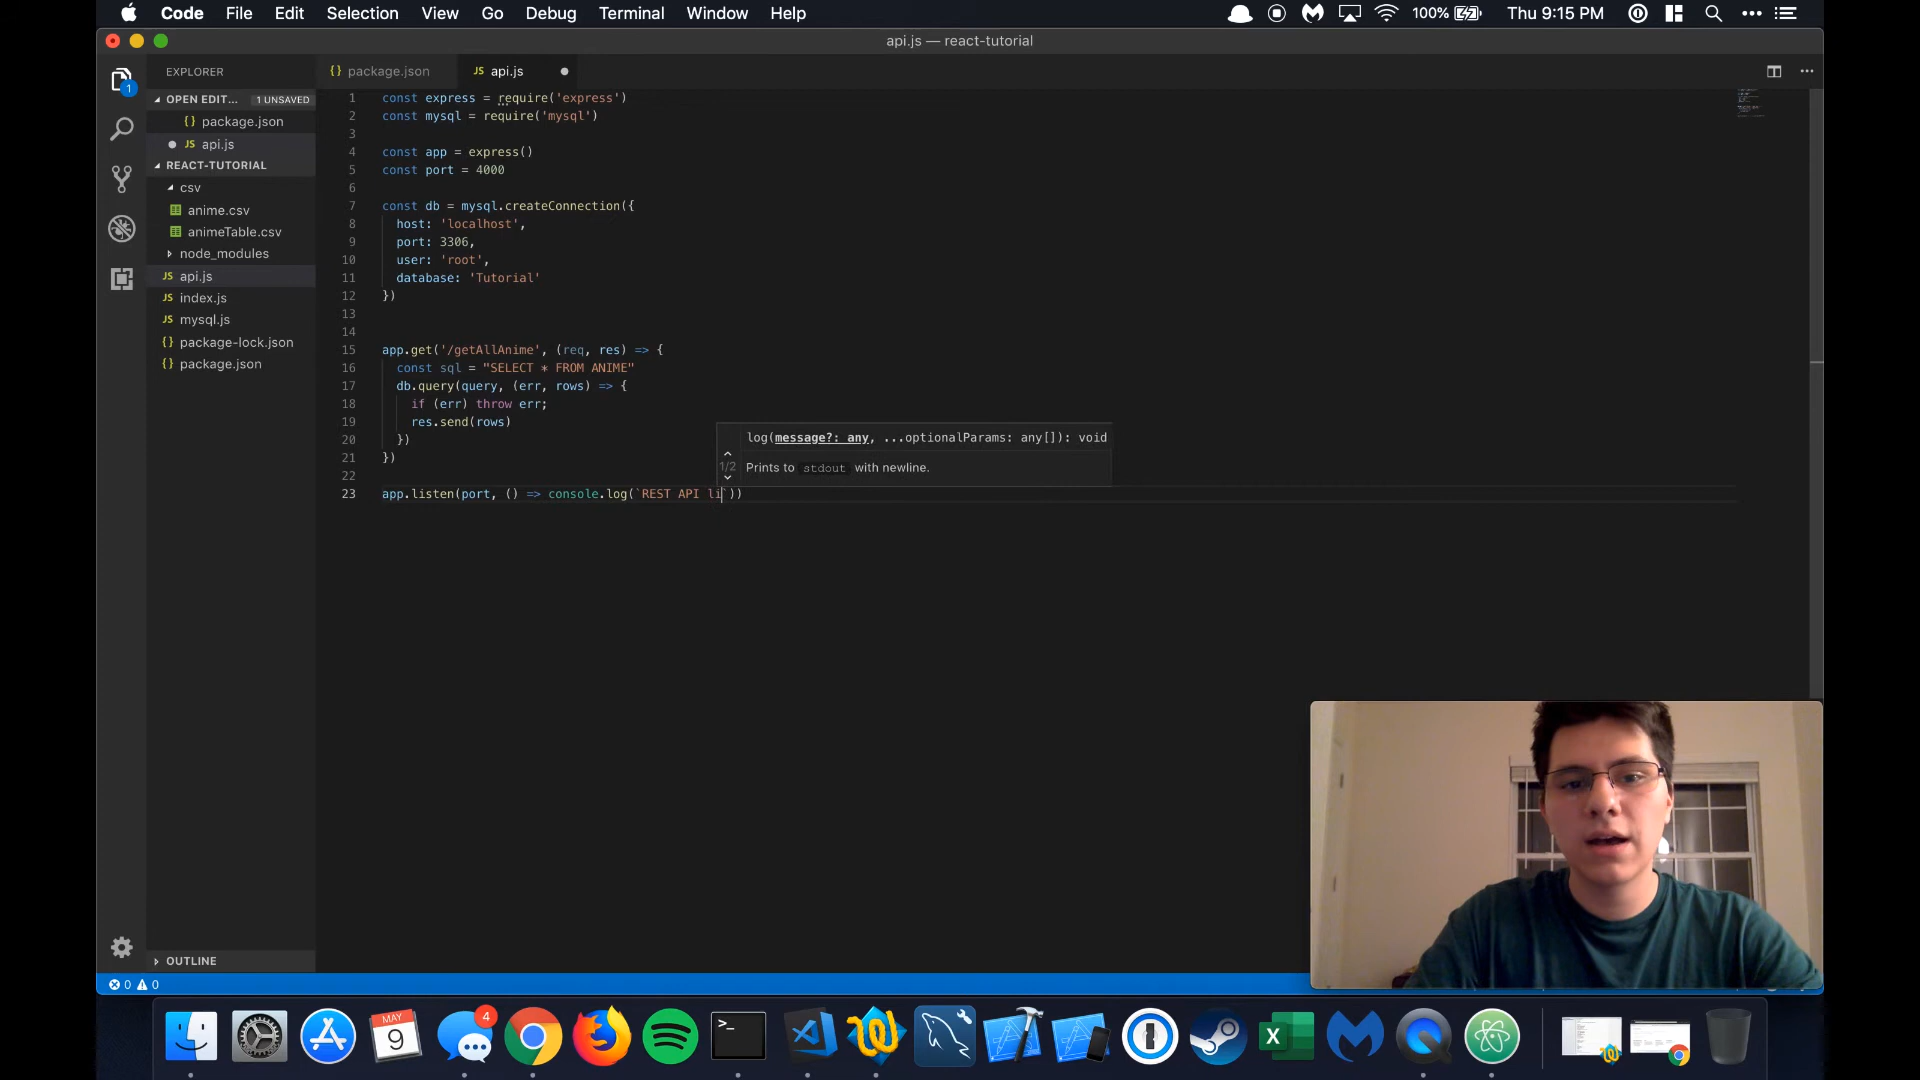 Code File Edit Selection View Go Debug Terminal Window Help 100% Thu 9:15 PM
api.js — react-tutorial
EXPLORER
OPEN EDIT... 1 UNSAVED
package.json
api.js
REACT-TUTORIAL
csv
anime.csv
animeTable.csv
node_modules
api.js
index.js
mysql.js
package-lock.json
package.json
OUTLINE
package.json api.js
1 const express = require('express')
2 const mysql = require('mysql')
3
4 const app = express()
5 const port = 4000
6
7 const db = mysql.createConnection({
8 host: 'localhost',
9 port: 3306,
10 user: 'root',
11 database: 'Tutorial'
12 })
13
14
15 app.get('/getAllAnime', (req, res) => {
16 const sql = "SELECT * FROM ANIME"
17 db.query(query, (err, rows) => {
18 if (err) throw err;
19 res.send(rows)
20 })
21 })
22
23 app.listen(port, () => console.log(`REST API li`))
log(message?: any, ...optionalParams: any[]): void
1/2 Prints to stdout with newline.
0 0
MAY
9
4